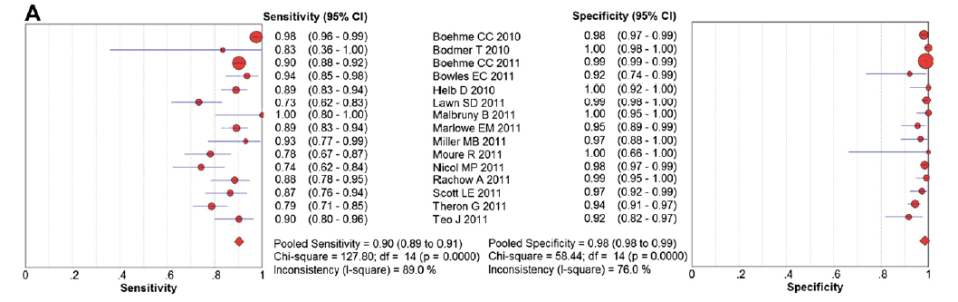 A
Sensitivity (95% CI) Specificity (95% CI)
0.98 (0.96 - 0.99) Boehme CC 2010 0.98 (0.97 - 0.99)
0.83 (0.36 - 1.00) Bodmer T 2010 1.00 (0.98 - 1.00)
0.90 (0.88 - 0.92) Boehme CC 2011 0.99 (0.99 - 0.99)
0.94 (0.85 - 0.98) Bowles EC 2011 0.92 (0.74 - 0.99)
0.89 (0.83 - 0.94) Helb D 2010 1.00 (0.92 - 1.00)
0.73 (0.62 - 0.83) Lawn SD 2011 0.99 (0.98 - 1.00)
1.00 (0.80 - 1.00) Malbruny B 2011 1.00 (0.95 - 1.00)
0.89 (0.83 - 0.94) Marlowe EM 2011 0.95 (0.89 - 0.99)
0.93 (0.77 - 0.99) Miller MB 2011 0.97 (0.88 - 1.00)
0.78 (0.67 - 0.87) Moure R 2011 1.00 (0.66 - 1.00)
0.74 (0.62 - 0.84) Nicol MP 2011 0.98 (0.97 - 0.99)
0.88 (0.78 - 0.95) Rachow A 2011 0.99 (0.95 - 1.00)
0.87 (0.76 - 0.94) Scott LE 2011 0.97 (0.92 - 0.99)
0.79 (0.71 - 0.85) Theron G 2011 0.94 (0.91 - 0.97)
0.90 (0.80 - 0.96) Teo J 2011 0.92 (0.82 - 0.97)
Pooled Sensitivity = 0.90 (0.89 to 0.91) Pooled Specificity = 0.98 (0.98 to 0.99)
Chi-square = 127.80; df = 14 (p = 0.0000) Chi-square = 58.44; df = 14 (p = 0.0000)
Inconsistency (I-square) = 89.0 % Inconsistency (I-square) = 76.0 %
0 .2 .4 .6 .8 1 0 .2 .4 .6 .8 1
Sensitivity Specificity